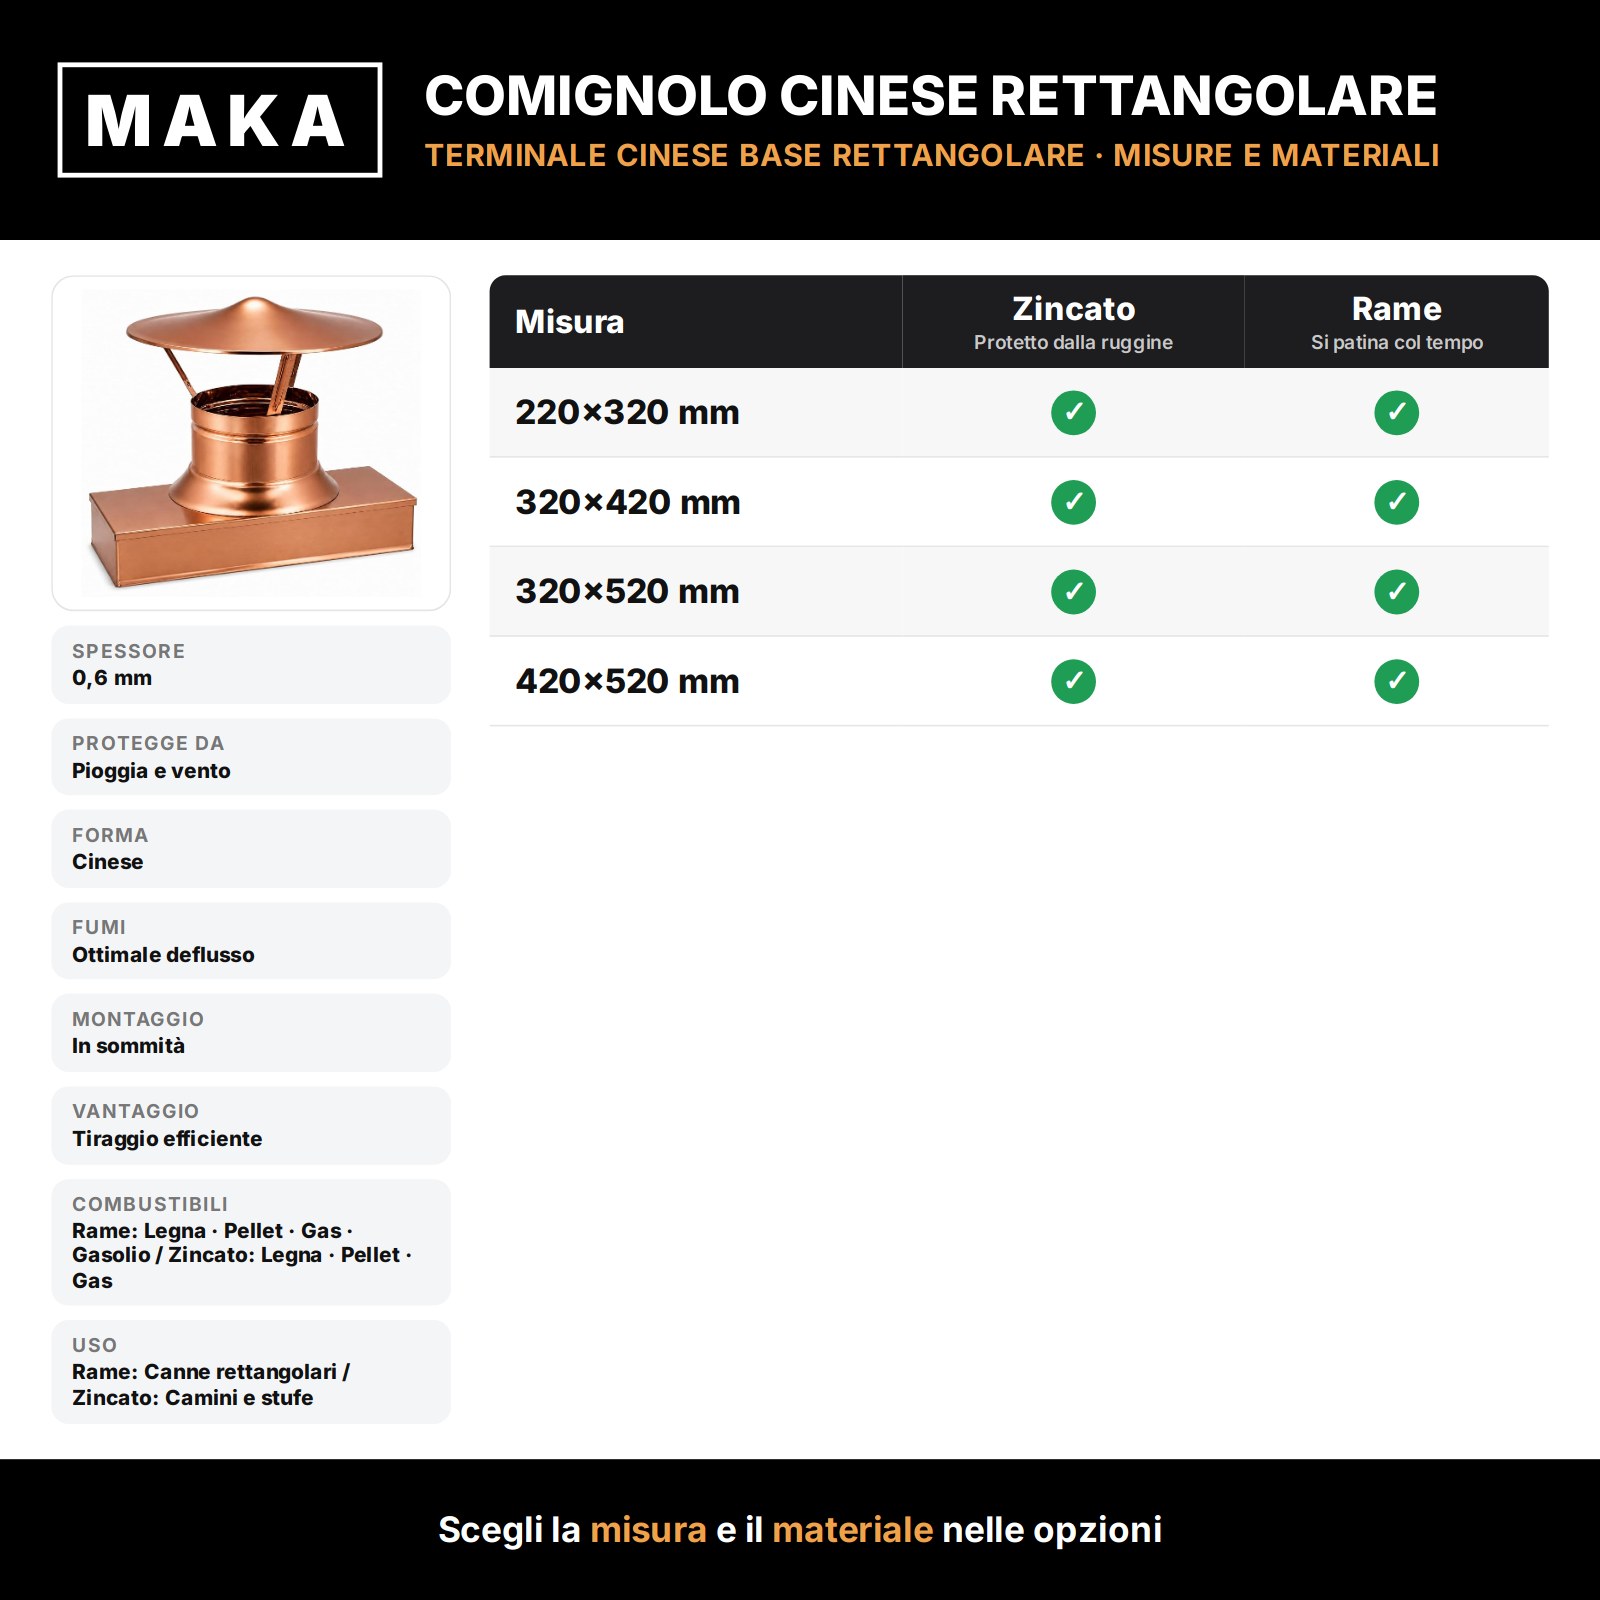 MAKA
COMIGNOLO CINESE RETTANGOLARE
TERMINALE CINESE BASE RETTANGOLARE · MISURE E MATERIALI
SPESSORE
0,6 mm
PROTEGGE DA
Pioggia e vento
FORMA
Cinese
FUMI
Ottimale deflusso
MONTAGGIO
In sommità
VANTAGGIO
Tiraggio efficiente
COMBUSTIBILI
Rame: Legna · Pellet · Gas ·
Gasolio / Zincato: Legna · Pellet ·
Gas
USO
Rame: Canne rettangolari /
Zincato: Camini e stufe
Misura Zincato Rame
Protetto dalla ruggine Si patina col tempo
220×320 mm ✓ ✓
320×420 mm ✓ ✓
320×520 mm ✓ ✓
420×520 mm ✓ ✓
Scegli la misura e il materiale nelle opzioni